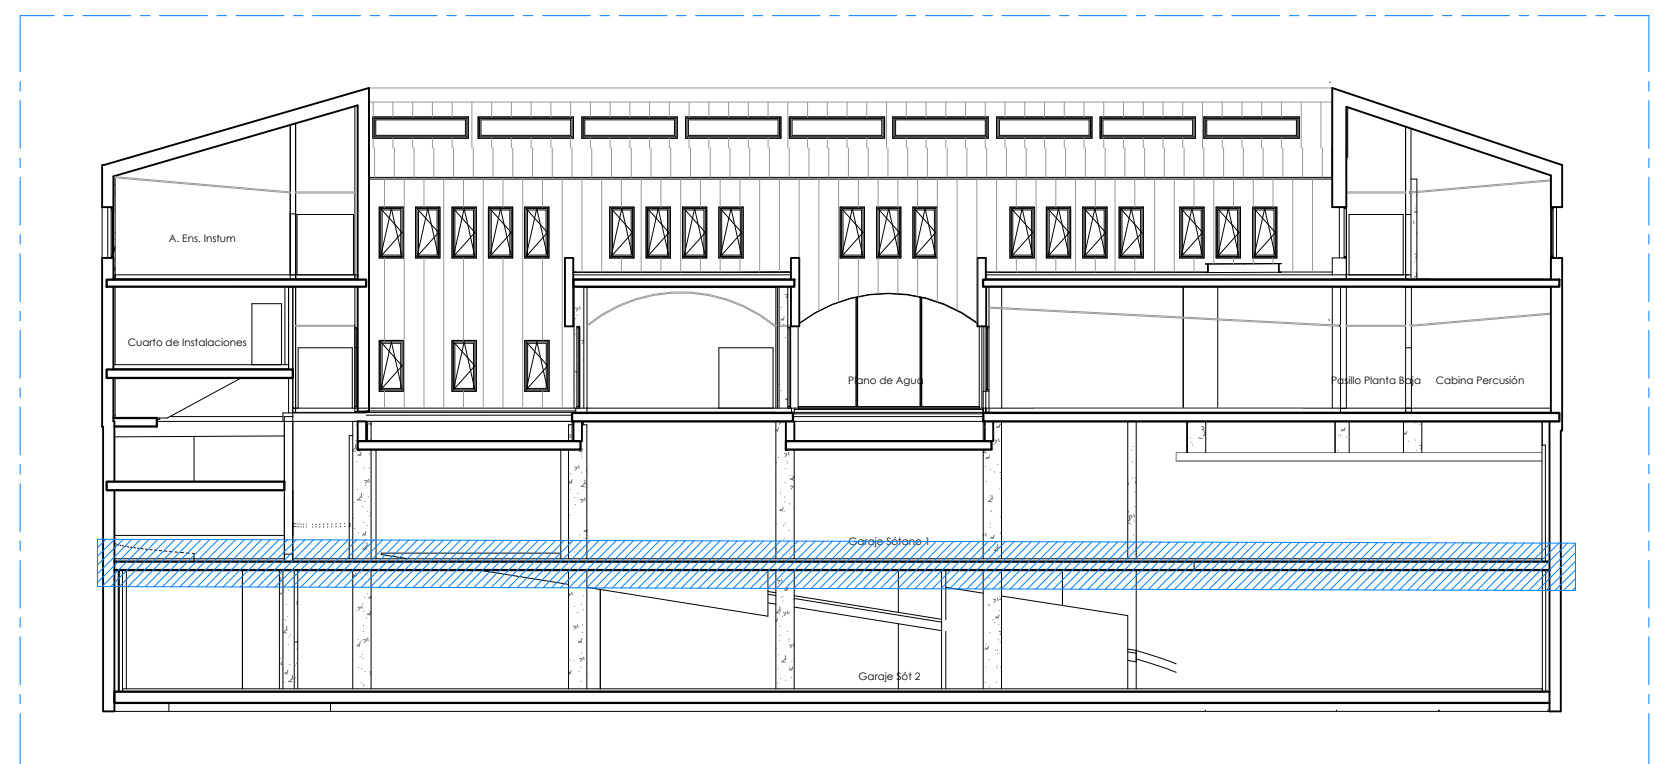 A. Ens. Instum
Cuarto de Instalaciones
Plano de Agua
Pasillo Planta Baja
Cabina Percusión
Garaje Sótano 1
Garaje Sót 2